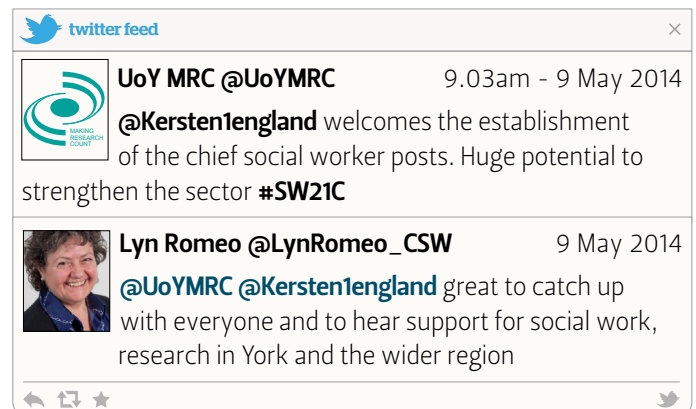 twitter feed
UoY MRC @UoYMRC 9.03am - 9 May 2014
MAKING
RESEARCH
COUNT
@Kersten1england welcomes the establishment
of the chief social worker posts. Huge potential to
strengthen the sector #SW21C
Lyn Romeo @LynRomeo_CSW 9 May 2014
@UoYMRC @Kersten1england great to catch up
with everyone and to hear support for social work,
research in York and the wider region